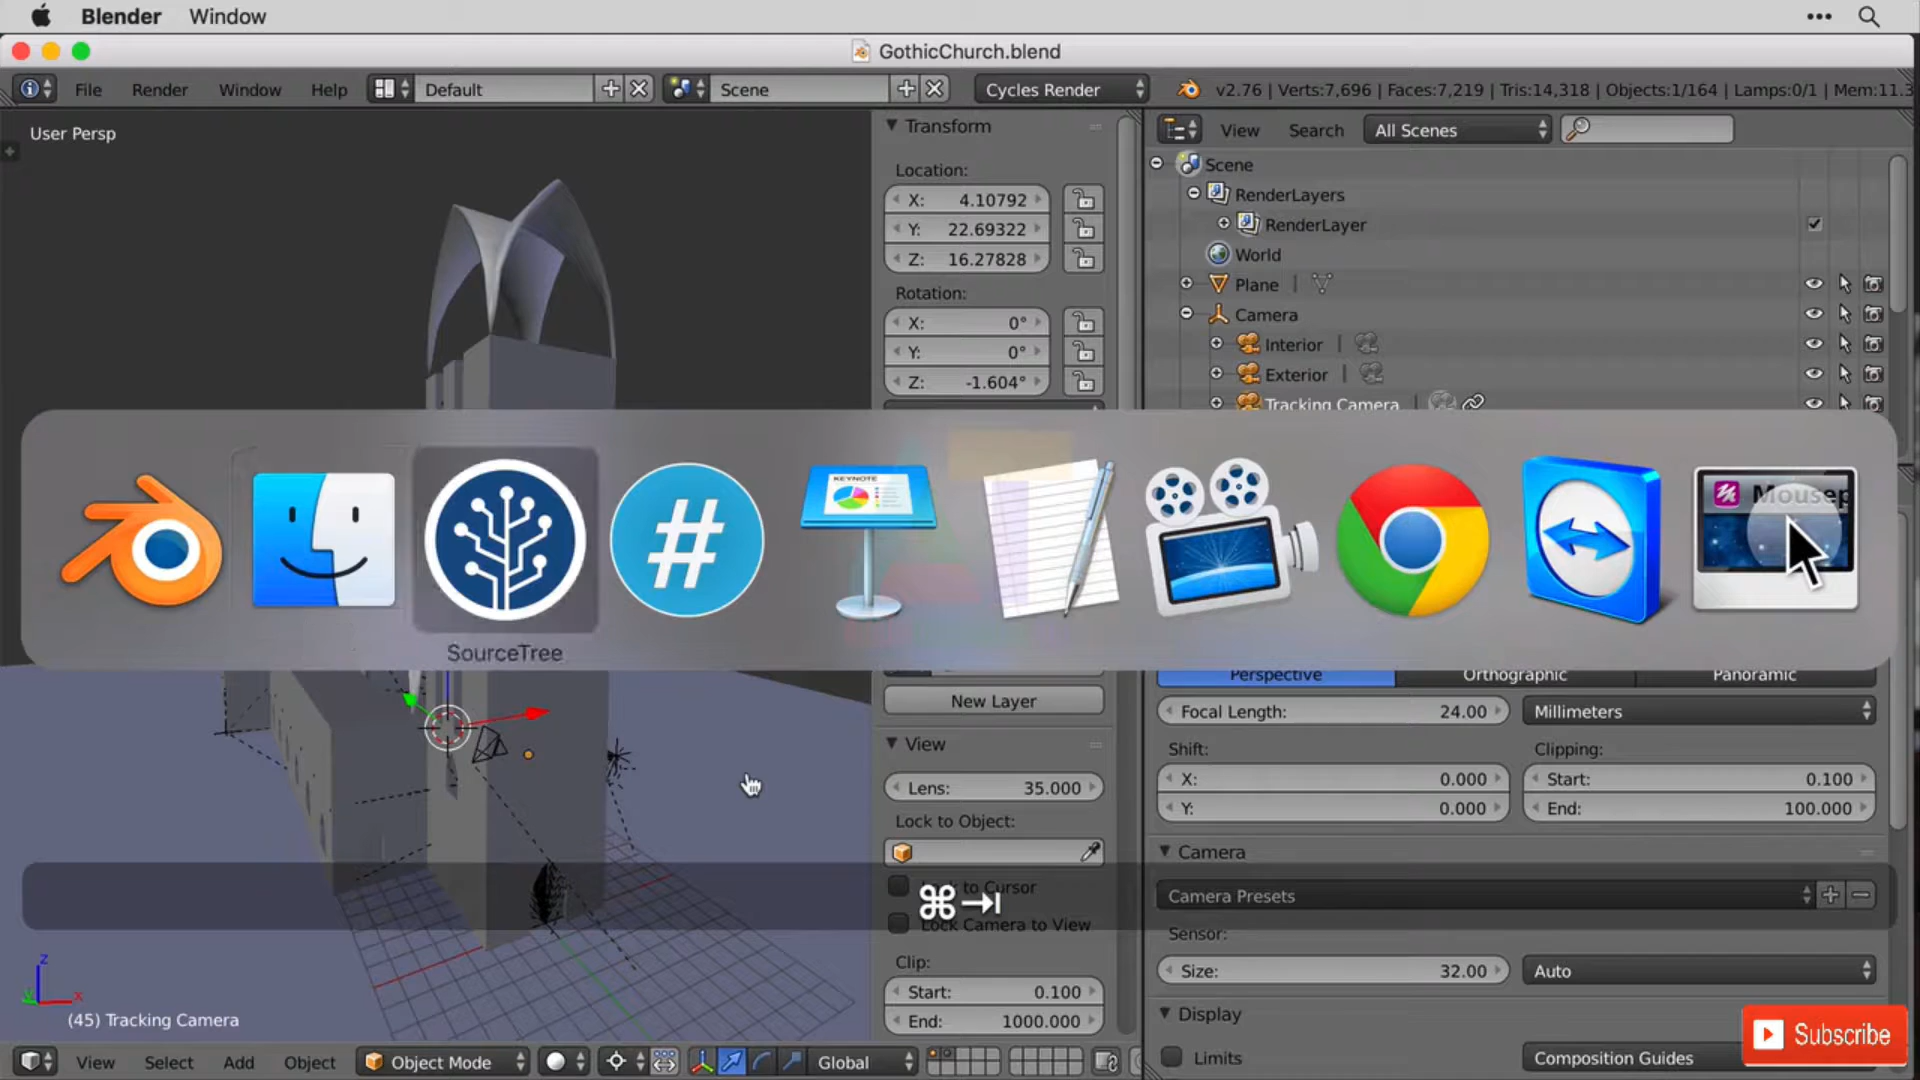 Blender Window
GothicChurch.blend
File Render Window Help Default Scene Cycles Render v2.76 | Verts:7,696 | Faces:7,219 | Tris:14,318 | Objects:1/164 | Lamps:0/1 | Mem:11.3
User Persp
Transform
Location:
X: 4.10792
Y: 22.69322
Z: 16.27828
Rotation:
X: 0°
Y: 0°
Z: -1.604°
View Search All Scenes
Scene
RenderLayers
RenderLayer
World
Plane
Camera
Interior
Exterior
Tracking Camera
KEYNOTE
Mousep
SourceTree
New Layer
View
Lens: 35.000
Lock to Object:
to Cursor
Lock Camera to View
Clip:
Start: 0.100
End: 1000.000
Perspective Orthographic Panoramic
Focal Length: 24.00 Millimeters
Shift: Clipping:
X: 0.000 Start: 0.100
Y: 0.000 End: 100.000
Camera
Camera Presets
Sensor:
Size: 32.00 Auto
Display
Limits Composition Guides
Subscribe
z
x
(45) Tracking Camera
View Select Add Object Object Mode Global